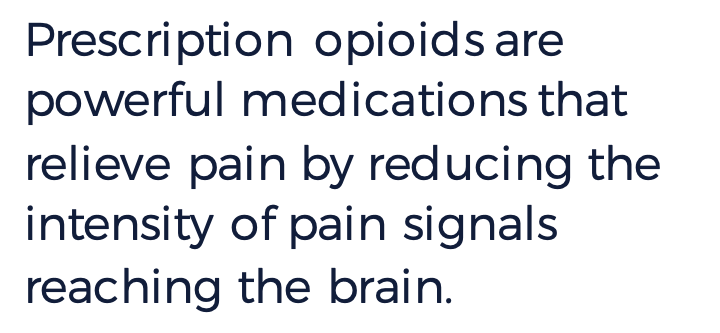 Prescription opioids are
powerful medications that
relieve pain by reducing the
intensity of pain signals
reaching the brain.